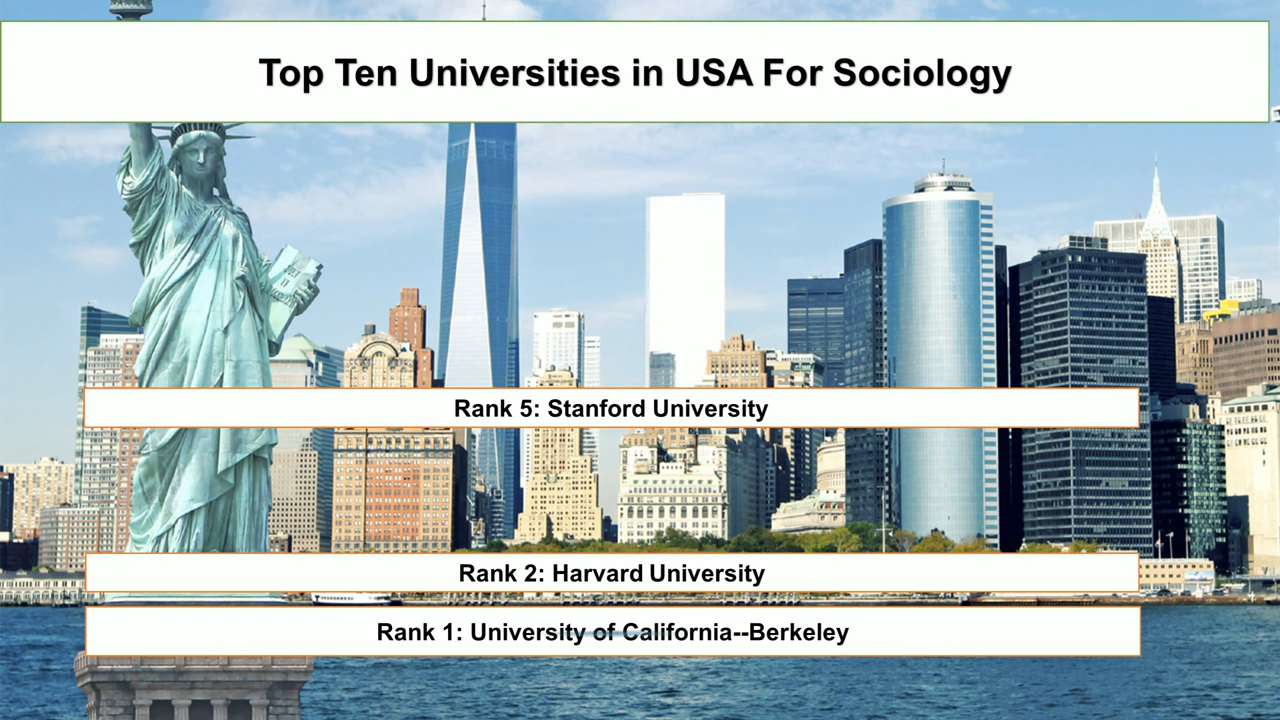 Top Ten Universities in USA For Sociology
Rank 5: Stanford University
Rank 2: Harvard University
Rank 1: University of California--Berkeley